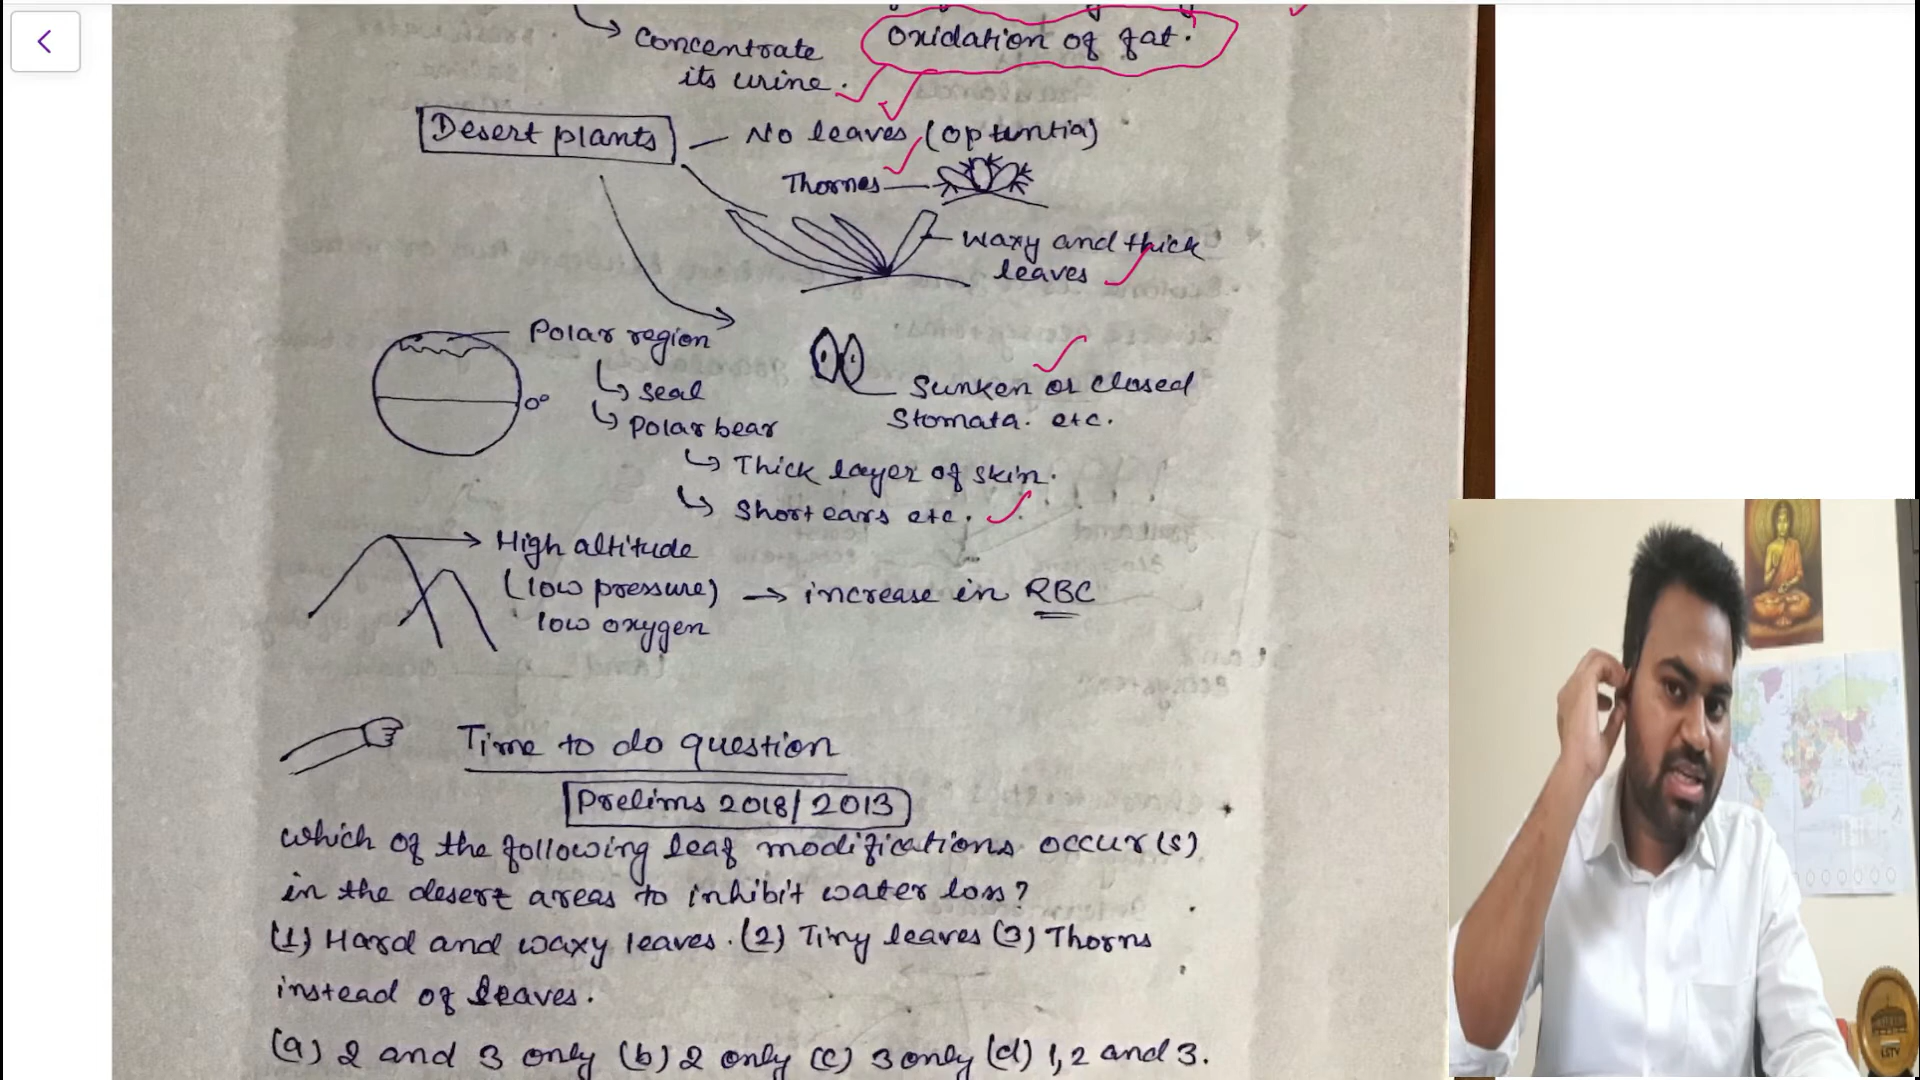 Concentrate
its urine.
Oxidation of fat.
Desert plants
No leaves (Optuntia)
Thornes
Waxy and thick
leaves
Polar region
0°
Seal
Polar bear
Sunken or closed
Stomata. etc.
Thick layer of skin.
Short ears etc.
High altitude
(low pressure) → increase in RBC
low oxygen
Time to do question
Prelims 2018/2013
which of the following leaf modifications occur(s)
in the desert areas to inhibit water loss?
(1) Hard and waxy leaves. (2) Tiny leaves (3) Thorns
instead of leaves.
(a) 2 and 3 only (b) 2 only (c) 3 only (d) 1, 2 and 3.
LSTV